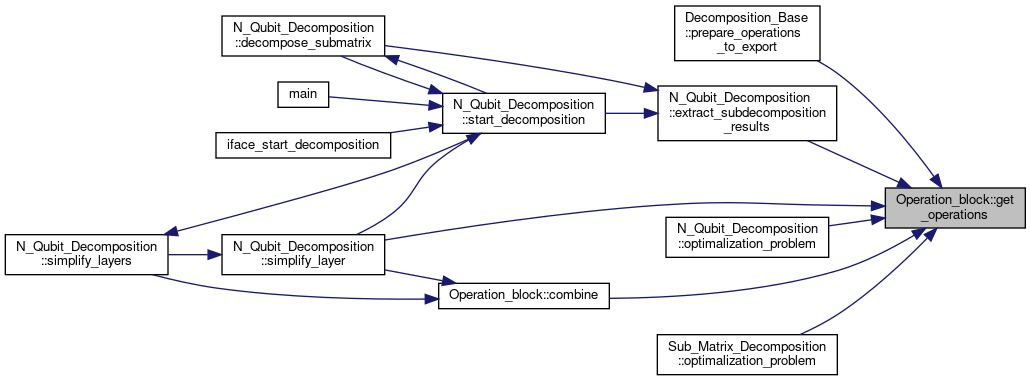 N_Qubit_Decomposition
::decompose_submatrix
Decomposition_Base
::prepare_operations
_to_export
main
N_Qubit_Decomposition
::start_decomposition
N_Qubit_Decomposition
::extract_subdecomposition
_results
iface_start_decomposition
Operation_block::get
_operations
N_Qubit_Decomposition
::optimalization_problem
N_Qubit_Decomposition
::simplify_layers
N_Qubit_Decomposition
::simplify_layer
Operation_block::combine
Sub_Matrix_Decomposition
::optimalization_problem